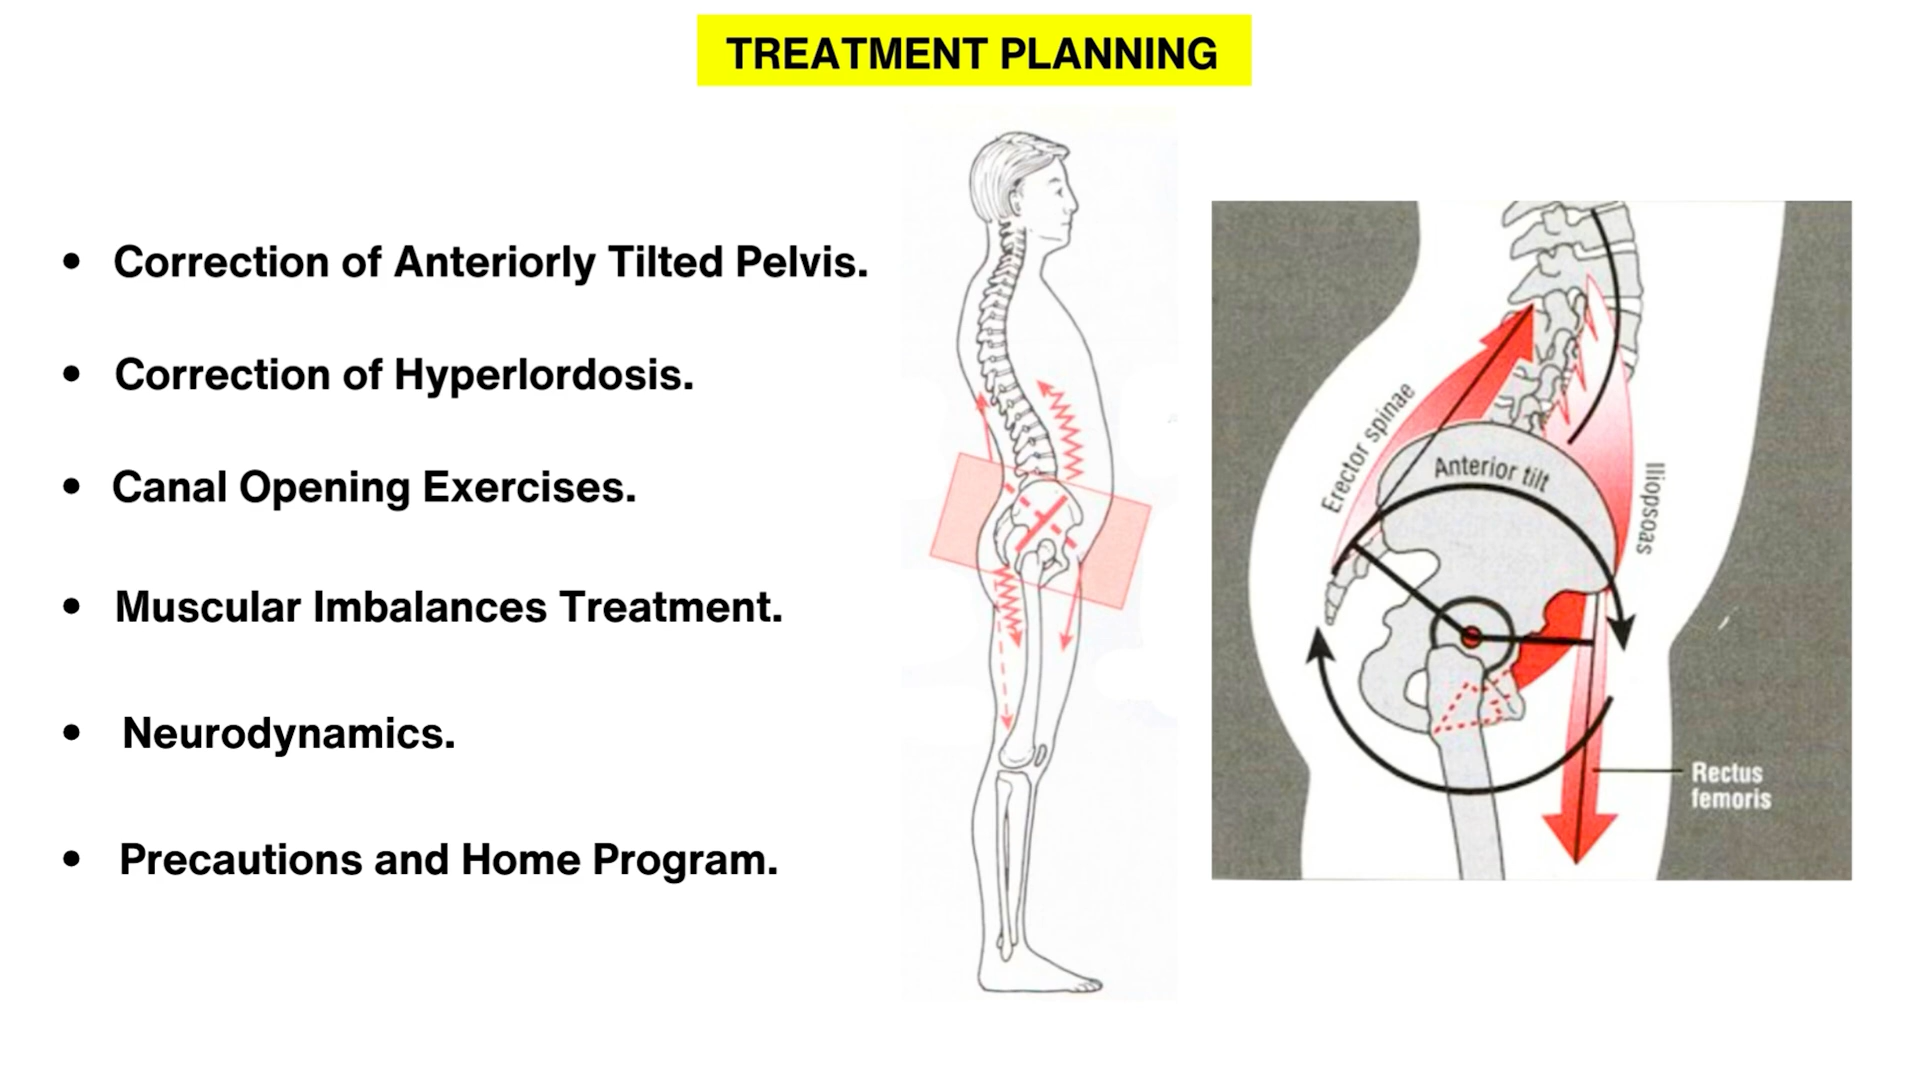 TREATMENT PLANNING
• Correction of Anteriorly Tilted Pelvis.
• Correction of Hyperlordosis.
• Canal Opening Exercises.
• Muscular Imbalances Treatment.
• Neurodynamics.
• Precautions and Home Program.
Erector spinae
Anterior tilt
Iliopsoas
Rectus
femoris